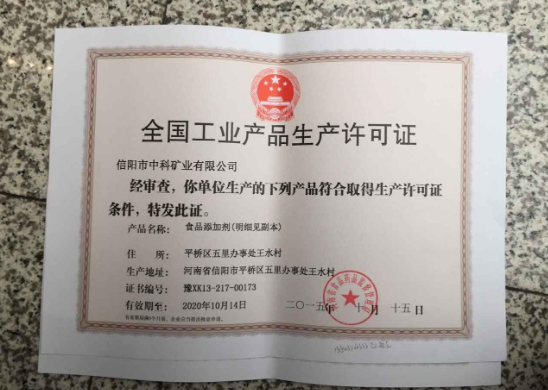 全国工业产品生产许可证
信阳市中科矿业有限公司
经审查，你单位生产的下列产品符合取得生产许可证
条件，特发此证。
产品名称： 食品添加剂(明细见副本)
住 所： 平桥区五里办事处王水村
生产地址： 河南省信阳市平桥区五里办事处王水村
证书编号： 豫XK13-217-00173
有效期至： 2020年10月14日
二〇一五年 十月 十五日